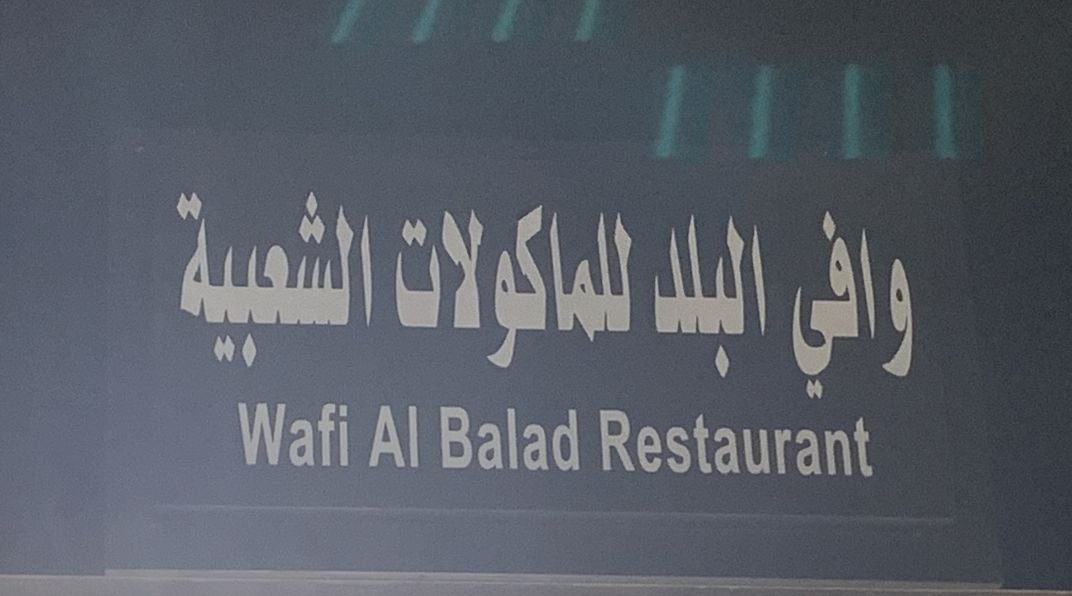 وافي البلد للماكولات الشعبية
Wafi Al Balad Restaurant